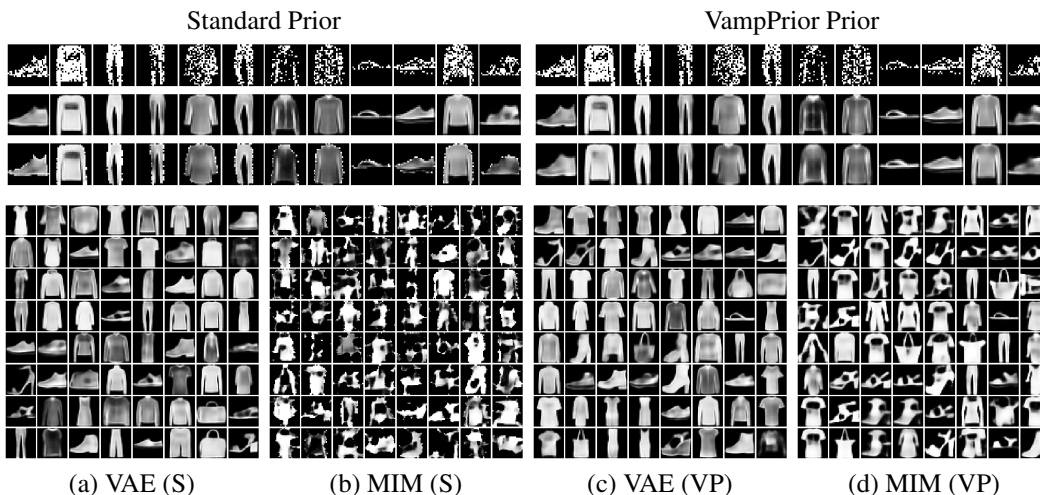 Standard Prior
VampPrior Prior
(a) VAE (S)
(b) MIM (S)
(c) VAE (VP)
(d) MIM (VP)